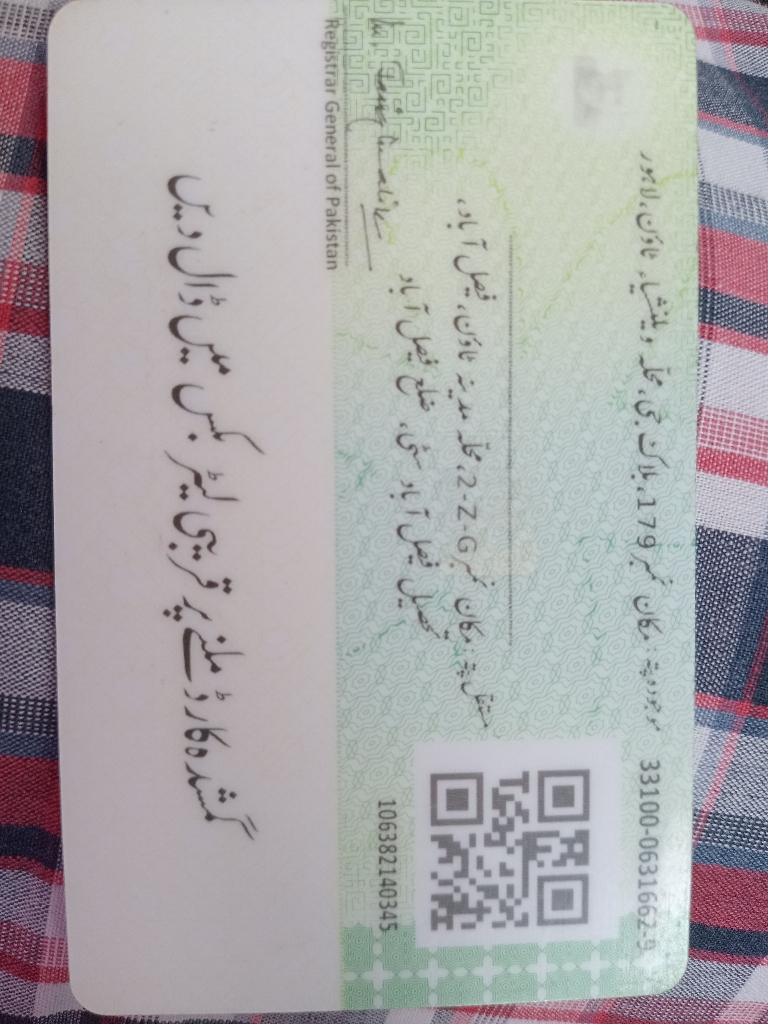 33100-0631662-9
موجودہ پتہ: مکان نمبر 179، بلاک جی، محلہ ویلنشیاء ٹاؤن، لاہور
مستقل پتہ: مکان نمبر 2-Z-G، محلہ مدینہ ٹاؤن، فیصل آباد،
تحصیل فیصل آباد سٹی، ضلع فیصل آباد
106382140345
Registrar General of Pakistan
گمشدہ کارڈ ملنے پر قریبی لیٹر بکس میں ڈال دیں